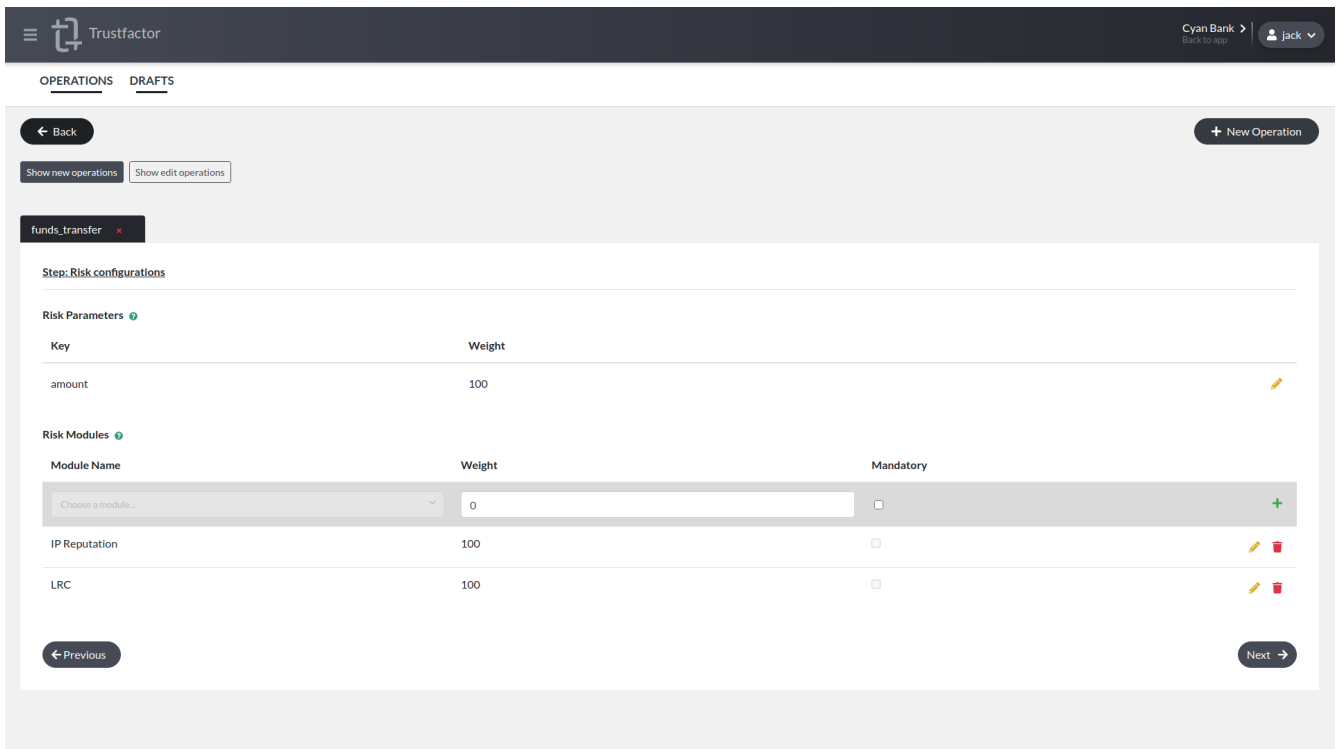 Trustfactor
Cyan Bank
Back to app
jack
OPERATIONS DRAFTS
Back
New Operation
Show new operations Show edit operations
funds_transfer x
Step: Risk configurations
Risk Parameters ?
Key Weight
amount 100
Risk Modules ?
Module Name Weight Mandatory
Choose a module... 0
IP Reputation 100
LRC 100
Previous Next